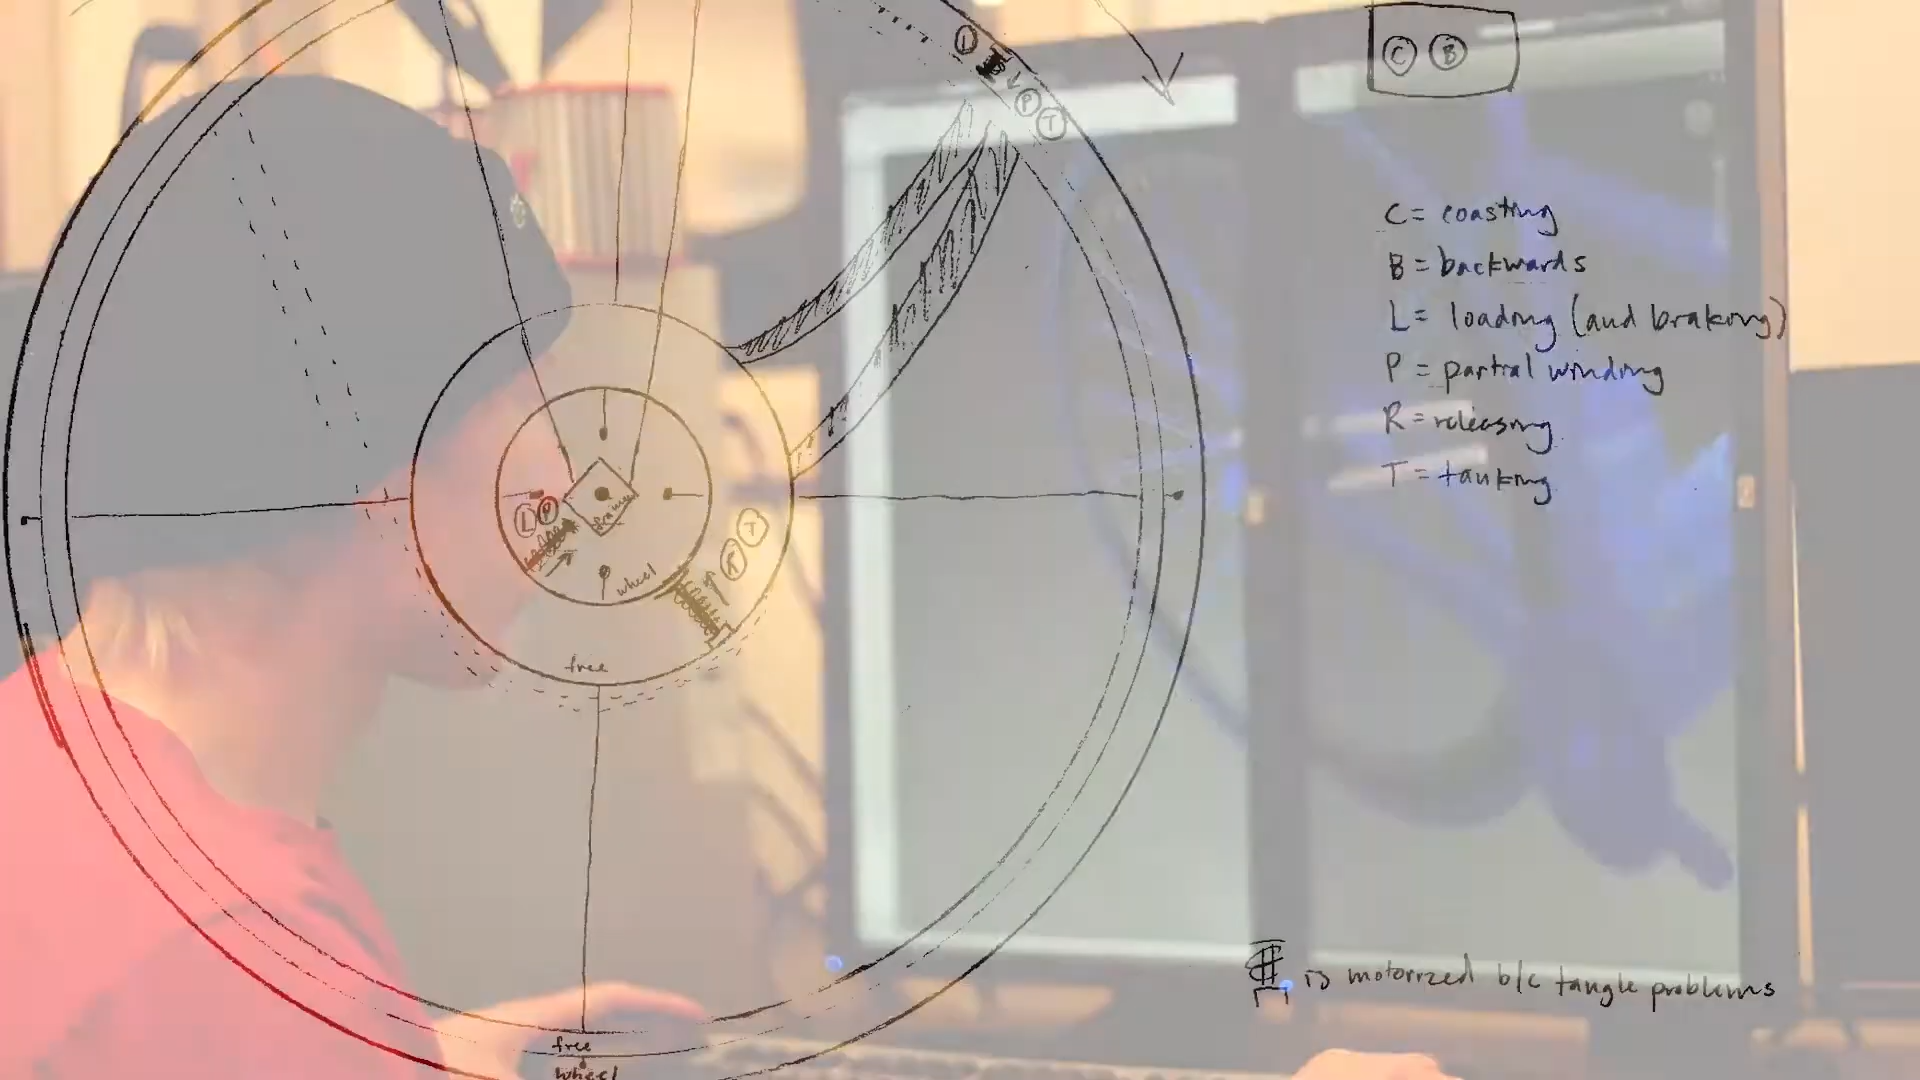 L
P
T
C B
C = coasting
B = backwards
L = loading (and braking)
P = partial winding
R = releasing
T = tanking
frame
L P
T
R
wheel
free
is motorized b/c tangle problems
free
wheel